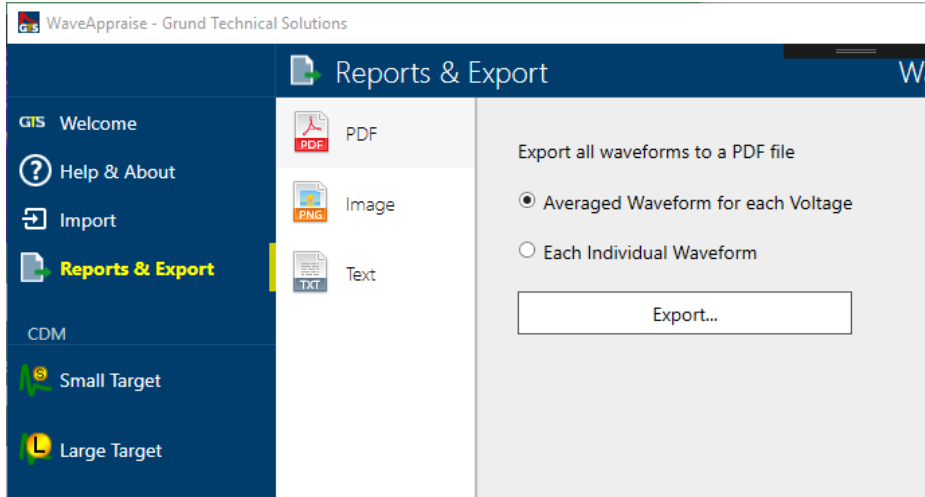 GTS WaveAppraise - Grund Technical Solutions
Reports & Export
GTS Welcome
Help & About
Import
Reports & Export
CDM
S Small Target
L Large Target
PDF PDF
PNG Image
TXT Text
Export all waveforms to a PDF file
Averaged Waveform for each Voltage
Each Individual Waveform
Export...